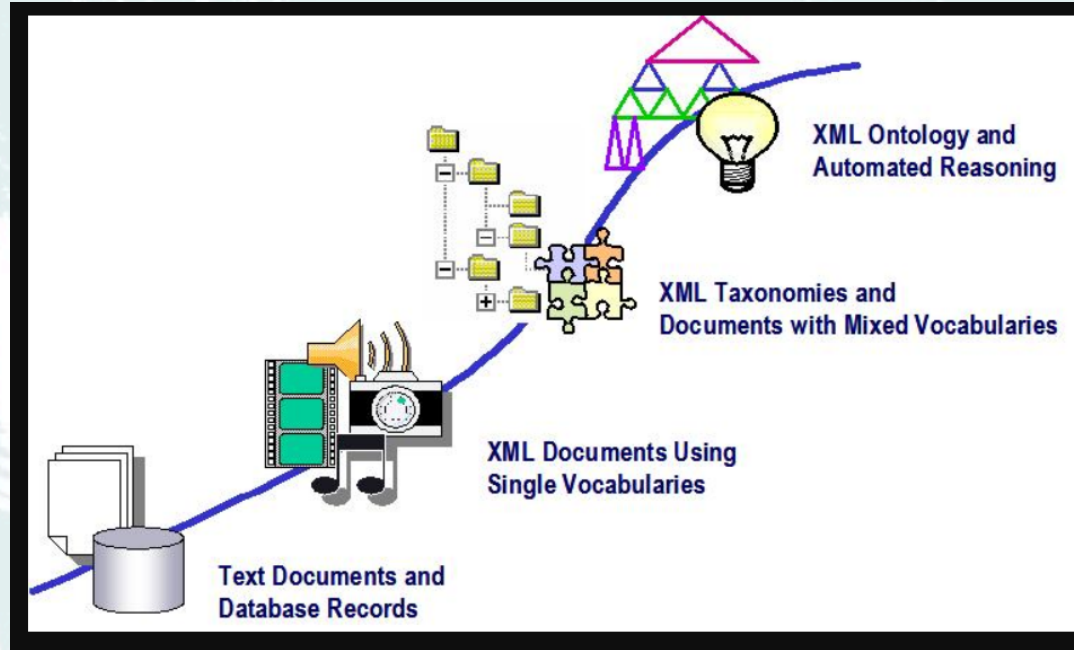 XML Ontology and
Automated Reasoning
XML Taxonomies and
Documents with Mixed Vocabularies
XML Documents Using
Single Vocabularies
Text Documents and
Database Records